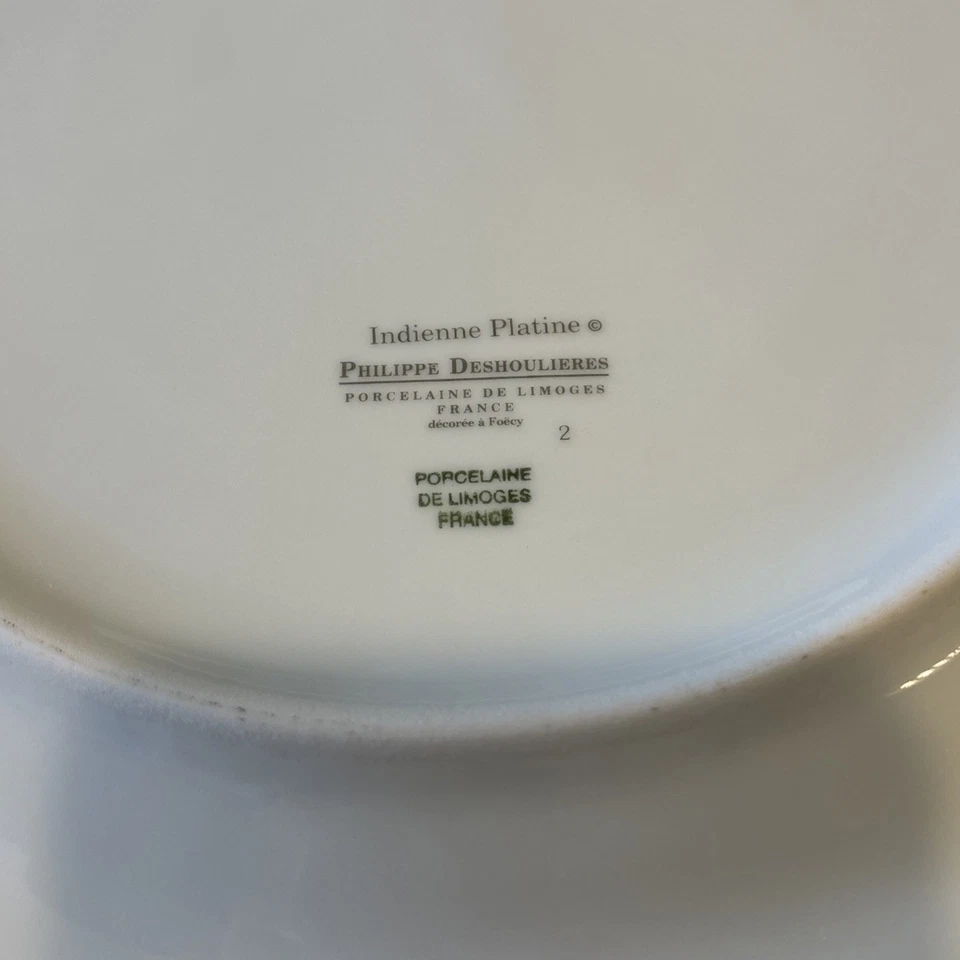 Indienne Platine ©
PHILIPPE DESHOULIERES
PORCELAINE DE LIMOGES
FRANCE
décorée à Foëcy
2
PORCELAINE
DE LIMOGES
FRANCE